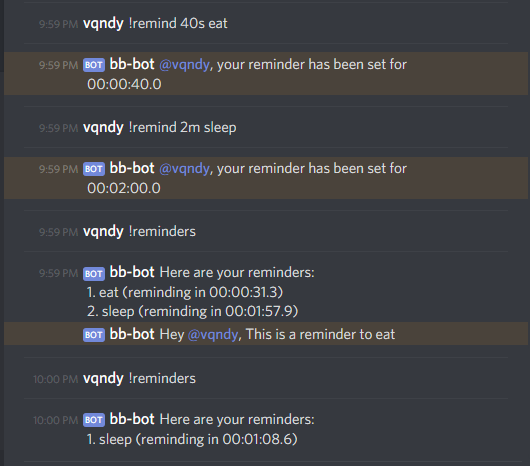 9:59 PM vqndy !remind 40s eat
9:59 PM BOT bb-bot @vqndy, your reminder has been set for
00:00:40.0
9:59 PM vqndy !remind 2m sleep
9:59 PM BOT bb-bot @vqndy, your reminder has been set for
00:02:00.0
9:59 PM vqndy !reminders
9:59 PM BOT bb-bot Here are your reminders:
1. eat (reminding in 00:00:31.3)
2. sleep (reminding in 00:01:57.9)
BOT bb-bot Hey @vqndy, This is a reminder to eat
10:00 PM vqndy !reminders
10:00 PM BOT bb-bot Here are your reminders:
1. sleep (reminding in 00:01:08.6)